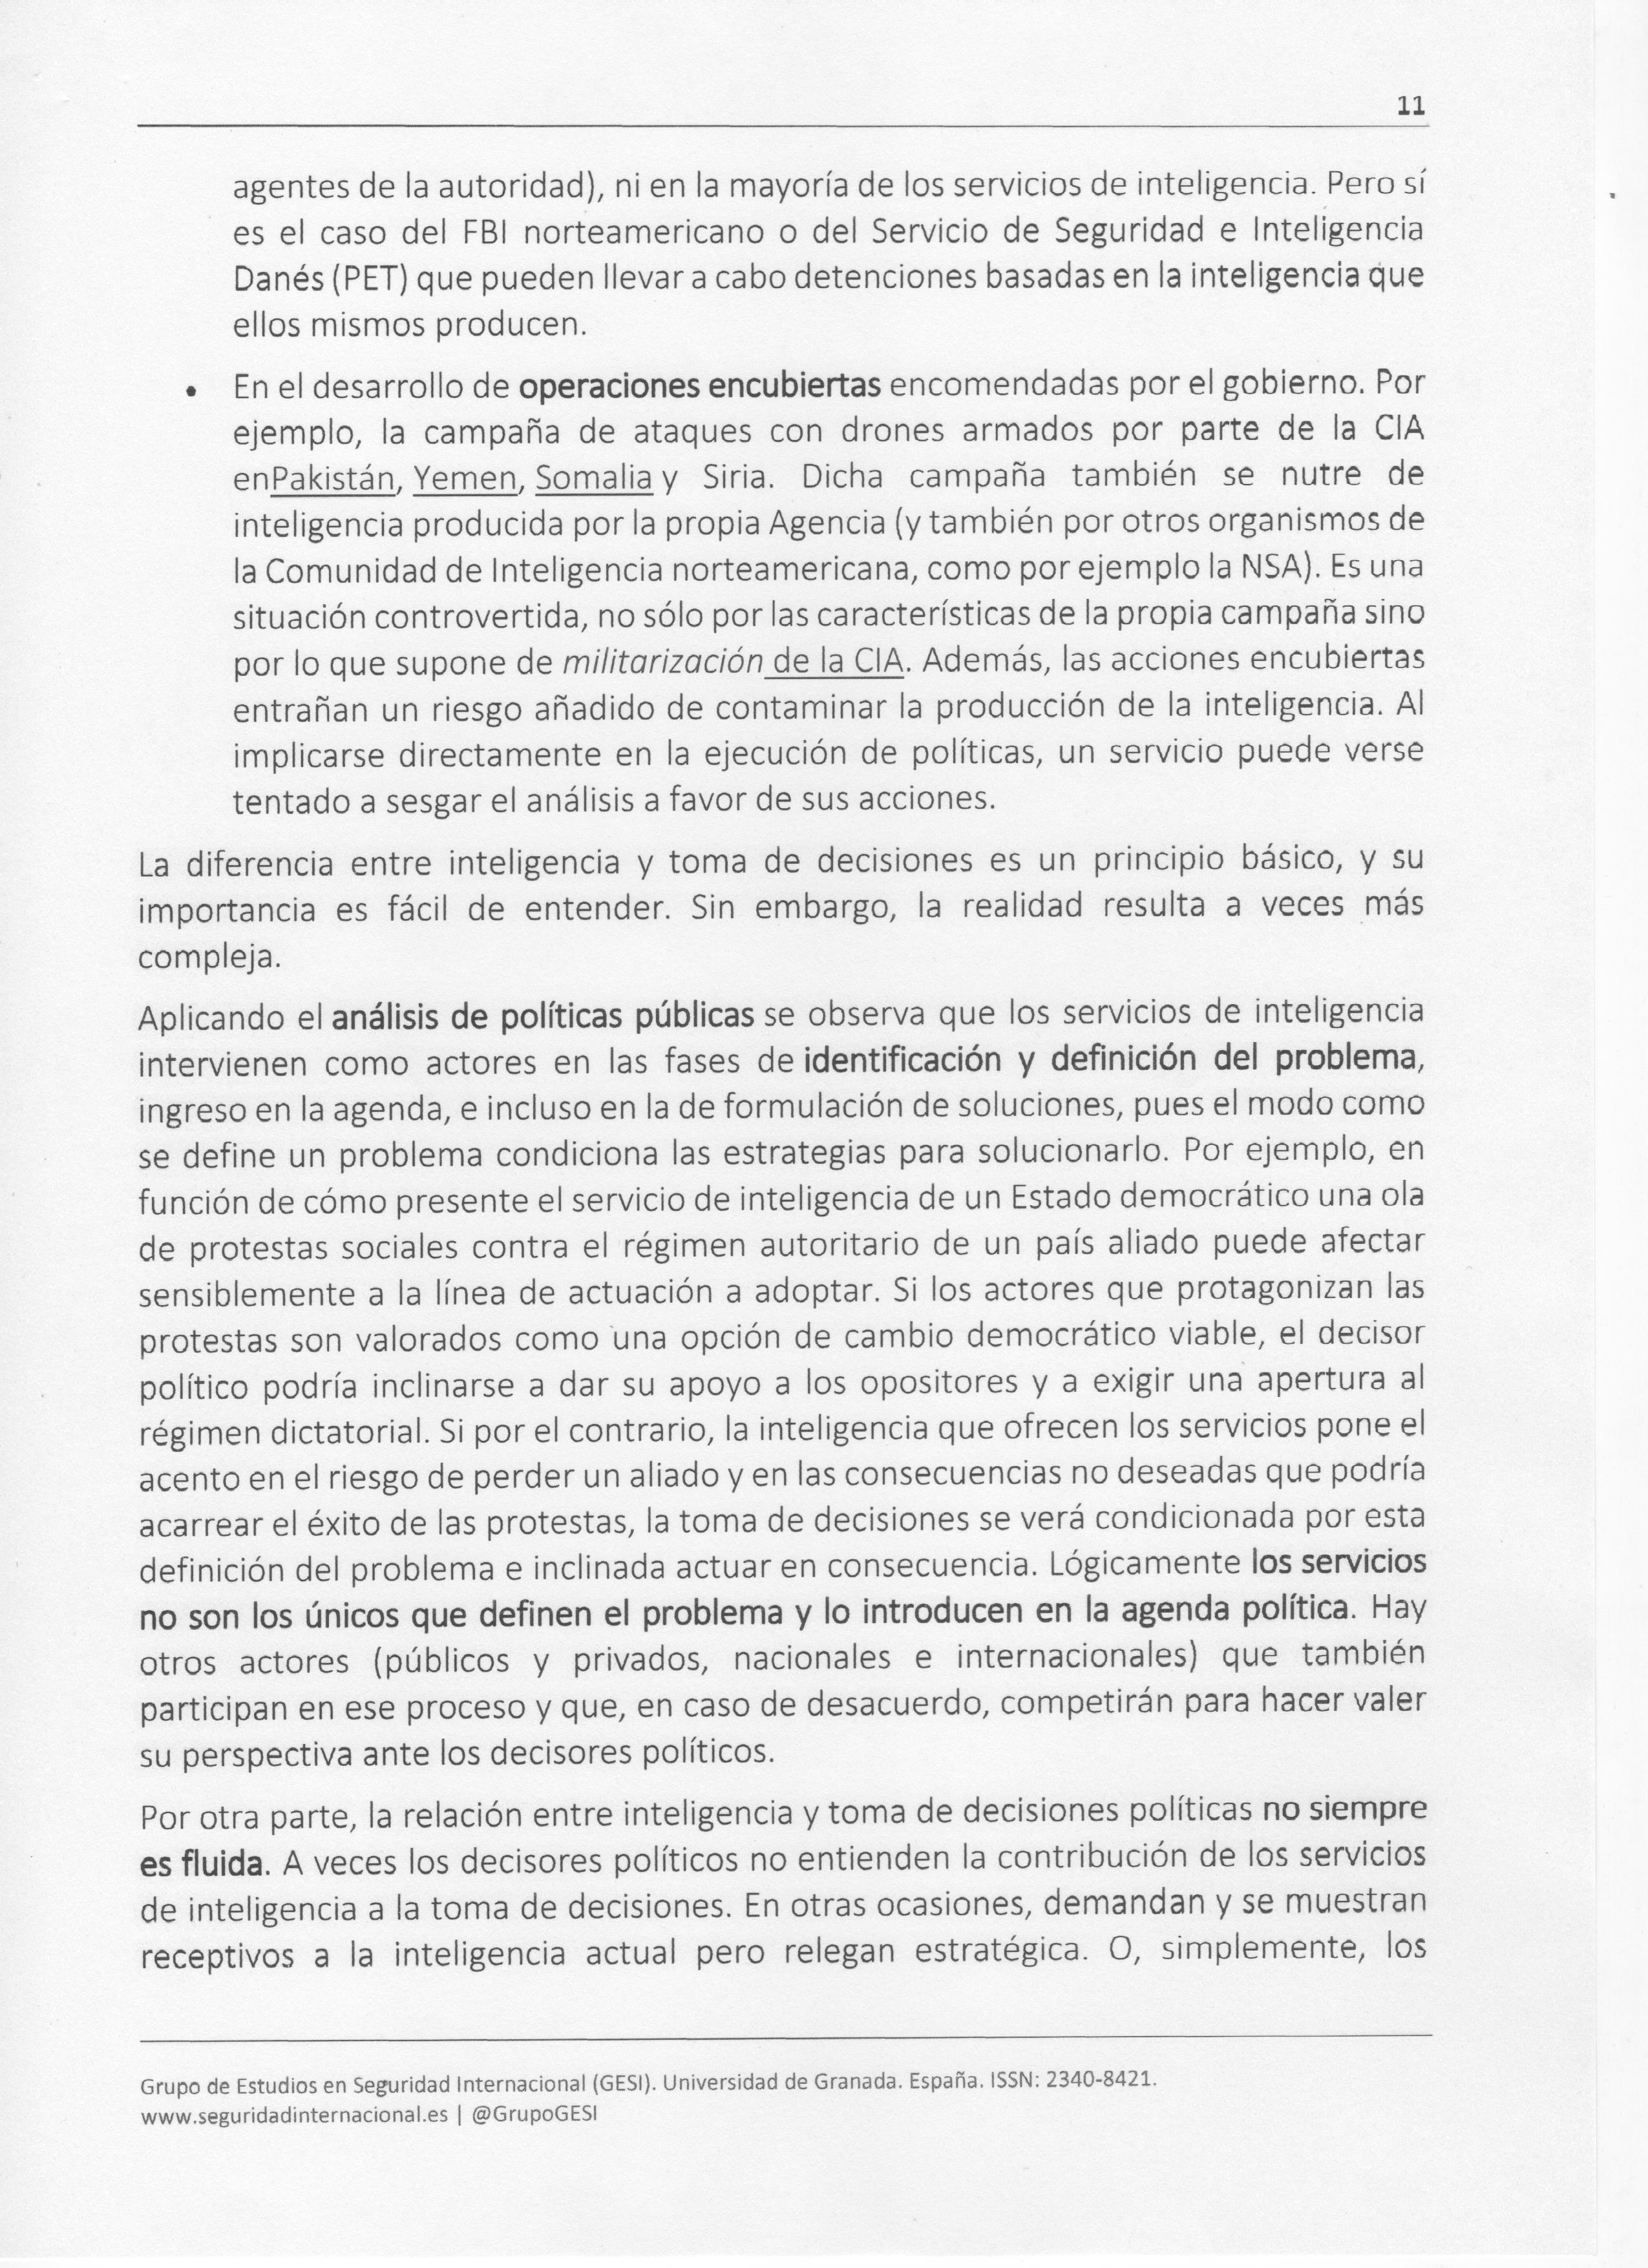 11
agentes de la autoridad), ni en la mayoría de los servicios de inteligencia. Pero sí
es el caso del FBI norteamericano o del Servicio de Seguridad e Inteligencia
Danés (PET) que pueden llevar a cabo detenciones basadas en la inteligencia que
ellos mismos producen.
• En el desarrollo de operaciones encubiertas encomendadas por el gobierno. Por
ejemplo, la campaña de ataques con drones armados por parte de la CIA
enPakistán, Yemen, Somalia y Siria. Dicha campaña también se nutre de
inteligencia producida por la propia Agencia (y también por otros organismos de
la Comunidad de Inteligencia norteamericana, como por ejemplo la NSA). Es una
situación controvertida, no sólo por las características de la propia campaña sino
por lo que supone de militarización de la CIA. Además, las acciones encubiertas
entrañan un riesgo añadido de contaminar la producción de la inteligencia. Al
implicarse directamente en la ejecución de políticas, un servicio puede verse
tentado a sesgar el análisis a favor de sus acciones.
La diferencia entre inteligencia y toma de decisiones es un principio básico, y su
importancia es fácil de entender. Sin embargo, la realidad resulta a veces más
compleja.
Aplicando el análisis de políticas públicas se observa que los servicios de inteligencia
intervienen como actores en las fases de identificación y definición del problema,
ingreso en la agenda, e incluso en la de formulación de soluciones, pues el modo como
se define un problema condiciona las estrategias para solucionarlo. Por ejemplo, en
función de cómo presente el servicio de inteligencia de un Estado democrático una ola
de protestas sociales contra el régimen autoritario de un país aliado puede afectar
sensiblemente a la línea de actuación a adoptar. Si los actores que protagonizan las
protestas son valorados como una opción de cambio democrático viable, el decisor
político podría inclinarse a dar su apoyo a los opositores y a exigir una apertura al
régimen dictatorial. Si por el contrario, la inteligencia que ofrecen los servicios pone el
acento en el riesgo de perder un aliado y en las consecuencias no deseadas que podría
acarrear el éxito de las protestas, la toma de decisiones se verá condicionada por esta
definición del problema e inclinada actuar en consecuencia. Lógicamente los servicios
no son los únicos que definen el problema y lo introducen en la agenda política. Hay
otros actores (públicos y privados, nacionales e internacionales) que también
participan en ese proceso y que, en caso de desacuerdo, competirán para hacer valer
su perspectiva ante los decisores políticos.
Por otra parte, la relación entre inteligencia y toma de decisiones políticas no siempre
es fluida. A veces los decisores políticos no entienden la contribución de los servicios
de inteligencia a la toma de decisiones. En otras ocasiones, demandan y se muestran
receptivos a la inteligencia actual pero relegan estratégica. O, simplemente, los
Grupo de Estudios en Seguridad Internacional (GESI). Universidad de Granada. España. ISSN: 2340-8421.
www.seguridadinternacional.es | @GrupoGESI